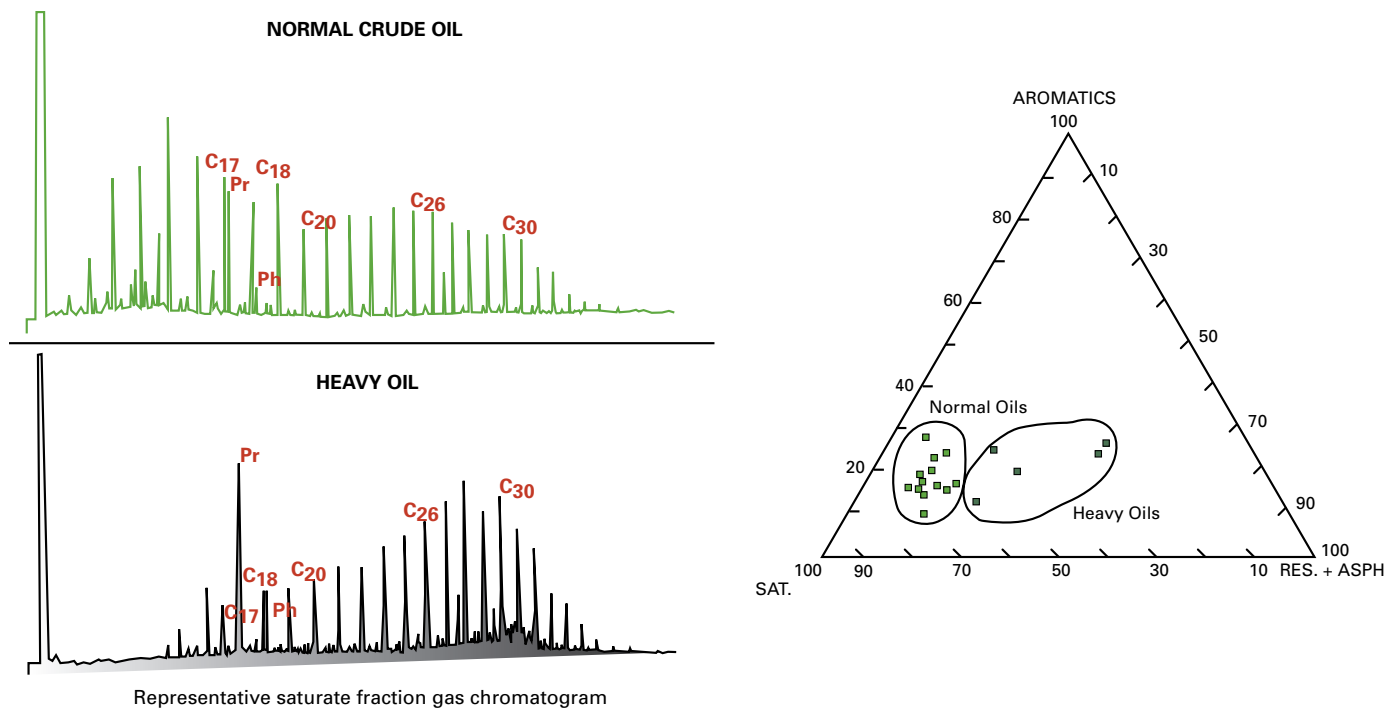 NORMAL CRUDE OIL
C17
Pr
C18
Ph
C20
C26
C30
HEAVY OIL
Pr
C17
C18
Ph
C20
C26
C30
Representative saturate fraction gas chromatogram
AROMATICS
100
10
80
30
60
50
40
Normal Oils
70
20
90
Heavy Oils
100
100 90 70 50 30 10 RES. + ASPH
SAT.